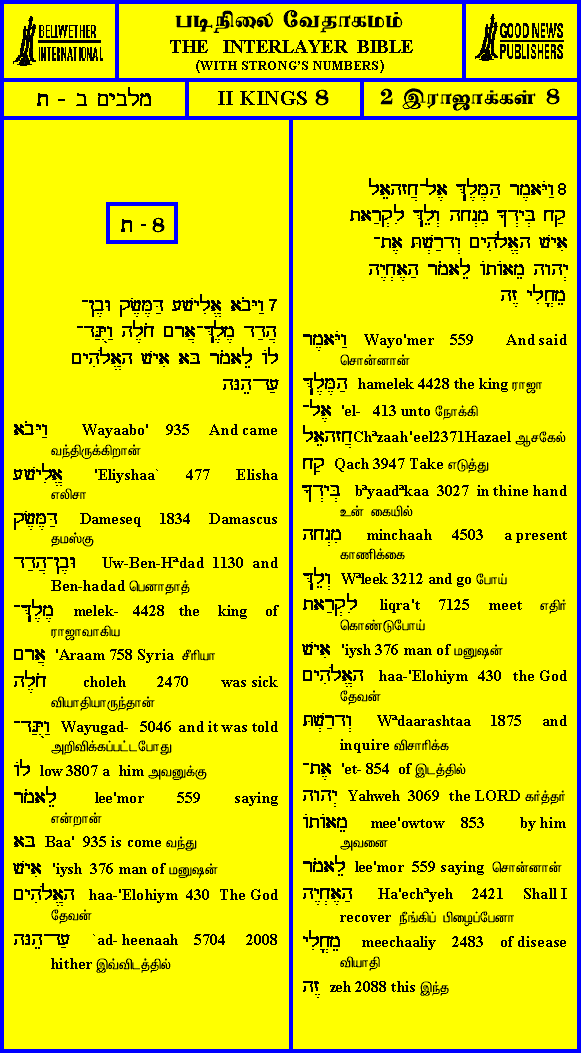 BELLWETHER
INTERNATIONAL
படிநிலை வேதாகமம்
THE INTERLAYER BIBLE
(WITH STRONG'S NUMBERS)
GOOD NEWS
PUBLISHERS
מלכים ב - ח
II KINGS 8
2 இராஜாக்கள் 8
8 - ח
7 וַיָּבֹא אֱלִישָׁע דַּמֶּשֶׂק וּבֶן־
הֲדַד מֶלֶךְ־אֲרָם חֹלֶה וַיֻּגַּד־
לוֹ לֵאמֹר בָּא אִישׁ הָאֱלֹהִים
עַד־הֵנָּה
וַיָּבֹא Wayaabo' 935 And came
வந்திருக்கிறான்
אֱלִישָׁע 'Eliysha` 477 Elisha
எலிசா
דַּמֶּשֶׂק Dameseq 1834 Damascus
தமஸ்கு
וּבֶן־הֲדַד Uw-Ben-Hªdad 1130 and
Ben-hadad பெனாதாத்
מֶלֶךְ־ melek- 4428 the king of
ராஜாவாகிய
אֲרָם 'Araam 758 Syria சீரியா
חֹלֶה choleh 2470 was sick
வியாதியாருந்தான்
וַיֻּגַּד־ Wayugad- 5046 and it was told
அறிவிக்கப்பட்டபோது
לוֹ low 3807 a him அவனுக்கு
לֵאמֹר lee'mor 559 saying
என்றான்
בָּא Baa' 935 is come வந்து
אִישׁ 'iysh 376 man of மனுஷன்
הָאֱלֹהִים haa-'Elohiym 430 The God
தேவன்
עַד־הֵנָּה `ad- heenaah 5704 2008
hither இவ்விடத்தில்
8 וַיֹּאמֶר הַמֶּלֶךְ אֶל־חֲזָהאֵל
קַח בְּיָדְךָ מִנְחָה וְלֵךְ לִקְרַאת
אִישׁ הָאֱלֹהִים וְדָרַשְׁתָּ אֶת־
יְהוָה מֵאוֹתוֹ לֵאמֹר הַאֶחְיֶה
מֵחֳלִי זֶה
וַיֹּאמֶר Wayo'mer 559 And said
சொன்னான்
הַמֶּלֶךְ hamelek 4428 the king ராஜா
אֶל־ 'el- 413 unto நோக்கி
חֲזָהאֵל Chªzaah'eel2371Hazael ஆசகேல்
קַח Qach 3947 Take எடுத்து
בְּיָדְךָ bªyaadªkaa 3027 in thine hand
உன் கையில்
מִנְחָה minchaah 4503 a present
காணிக்கை
וְלֵךְ Wªleek 3212 and go போய்
לִקְרַאת liqra't 7125 meet எதிர்
கொண்டுபோய்
אִישׁ 'iysh 376 man of மனுஷன்
הָאֱלֹהִים haa-'Elohiym 430 the God
தேவன்
וְדָרַשְׁתָּ Wªdaarashtaa 1875 and
inquire விசாரிக்க
אֶת־ 'et- 854 of இடத்தில்
יְהוָה Yahweh 3069 the LORD கர்த்தர்
מֵאוֹתוֹ mee'owtow 853 by him
அவனை
לֵאמֹר lee'mor 559 saying சொன்னான்
הַאֶחְיֶה Ha'echªyeh 2421 Shall I
recover நீங்கிப் பிழைப்பேனா
מֵחֳלִי meechaaliy 2483 of disease
வியாதி
זֶה zeh 2088 this இந்த